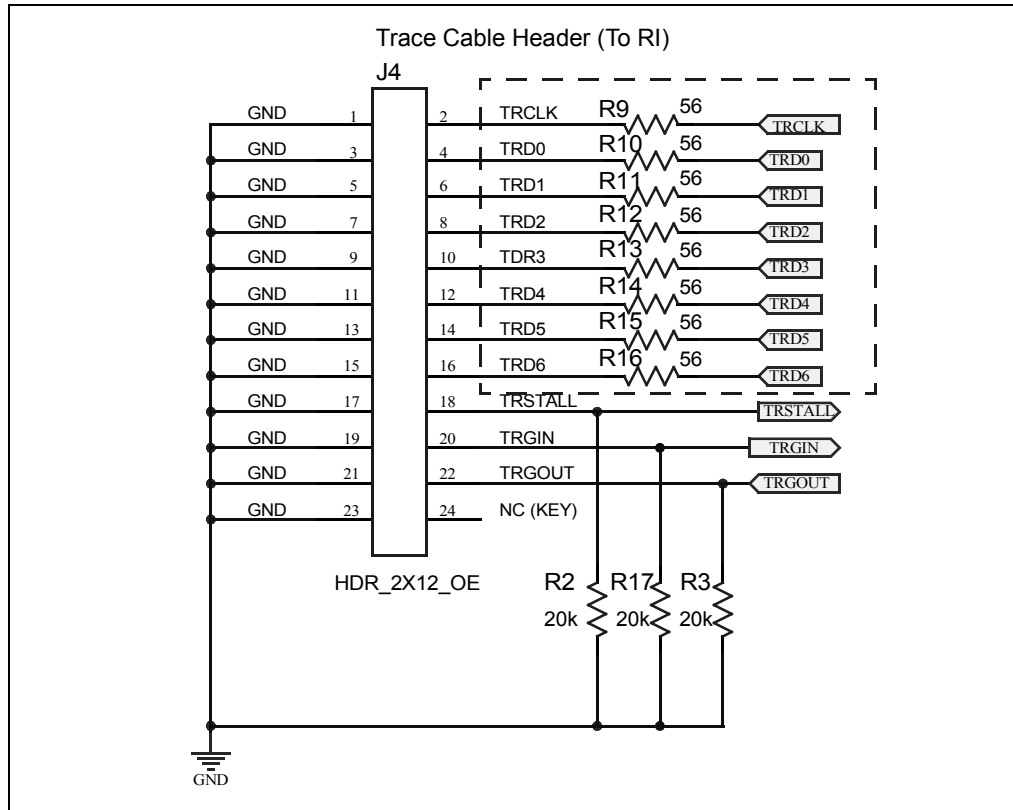 Trace Cable Header (To RI)
J4
GND 1 2 TRCLK R9 56 TRCLK
GND 3 4 TRD0 R10 56 TRD0
GND 5 6 TRD1 R11 56 TRD1
GND 7 8 TRD2 R12 56 TRD2
GND 9 10 TDR3 R13 56 TRD3
GND 11 12 TRD4 R14 56 TRD4
GND 13 14 TRD5 R15 56 TRD5
GND 15 16 TRD6 R16 56 TRD6
GND 17 18 TRSTALL TRSTALL
GND 19 20 TRGIN TRGIN
GND 21 22 TRGOUT TRGOUT
GND 23 24 NC (KEY)
HDR_2X12_OE R2 R17 R3
20k 20k 20k
GND